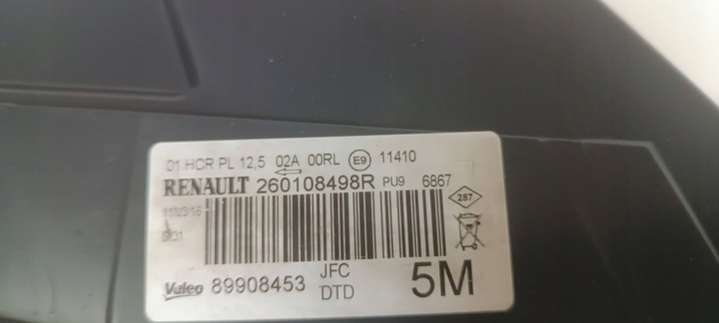 01 HCR PL 12,5 02A 00RL E9 11410
RENAULT 260108498R PU9 6867
287
Valeo 89908453 JFC
DTD
5M